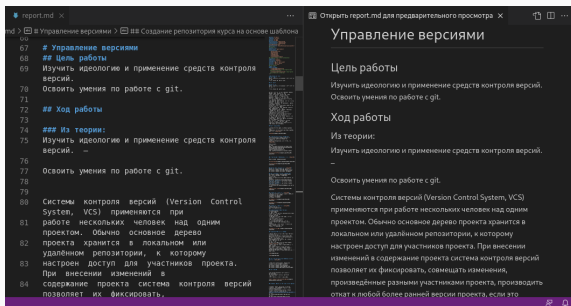 report.md
Открыть report.md для предварительного просмотра
md > # Управление версиями > ## Создание репозитория курса на основе шаблона
66
67 # Управление версиями
68 ## Цель работы
69 Изучить идеологию и применение средств контроля
версий.
70 Освоить умения по работе с git.
71
72 ## Ход работы
73
74 ### Из теории:
75 Изучить идеологию и применение средств контроля
версий. –
76
77 Освоить умения по работе с git.
78
79
80 Системы контроля версий (Version Control
System, VCS) применяются при
81 работе нескольких человек над одним
проектом. Обычно основное дерево
82 проекта хранится в локальном или
удалённом репозитории, к которому
83 настроен доступ для участников проекта.
При внесении изменений в
84 содержание проекта система контроля версий
позволяет их фиксировать,
Управление версиями
Цель работы
Изучить идеологию и применение средств контроля версий.
Освоить умения по работе с git.
Ход работы
Из теории:
Изучить идеологию и применение средств контроля версий.
–
Освоить умения по работе с git.
Системы контроля версий (Version Control System, VCS)
применяются при работе нескольких человек над одним
проектом. Обычно основное дерево проекта хранится в
локальном или удалённом репозитории, к которому
настроен доступ для участников проекта. При внесении
изменений в содержание проекта система контроля версий
позволяет их фиксировать, совмещать изменения,
произведённые разными участниками проекта, производить
откат к любой более ранней версии проекта, если это